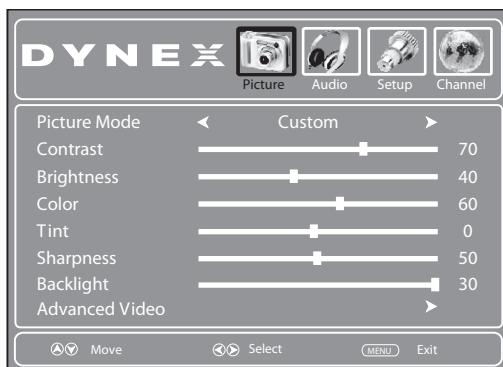 DYNEX
Picture Audio Setup Channel
Picture Mode Custom
Contrast 70
Brightness 40
Color 60
Tint 0
Sharpness 50
Backlight 30
Advanced Video
Move Select MENU Exit